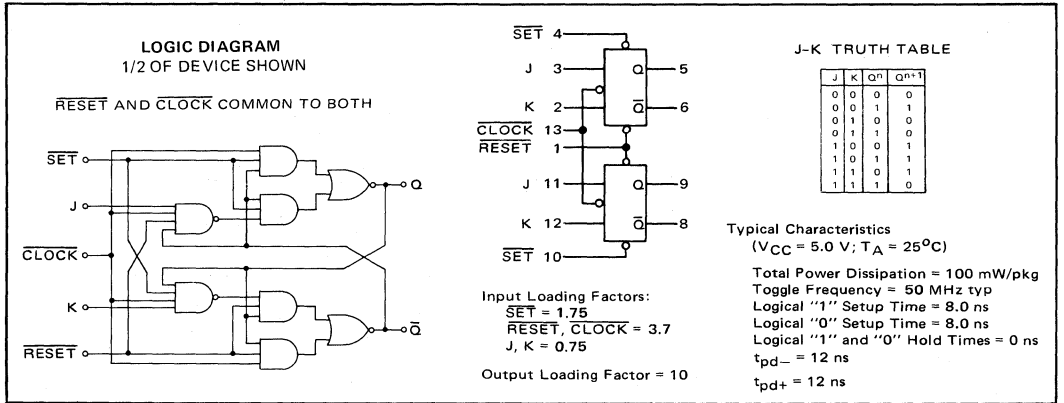 LOGIC DIAGRAM
1/2 OF DEVICE SHOWN
RESET AND CLOCK COMMON TO BOTH
SET
J
CLOCK
K
RESET
Q
Q̅
SET 4
J 3
K 2
CLOCK 13
RESET 1
J 11
K 12
SET 10
Q 5
Q̅ 6
Q 9
Q̅ 8
Input Loading Factors:
SET = 1.75
RESET, CLOCK = 3.7
J, K = 0.75
Output Loading Factor = 10
J-K TRUTH TABLE
J K Qn Qn+1
0 0 0 0
0 0 1 1
0 1 0 0
0 1 1 0
1 0 0 1
1 0 1 1
1 1 0 1
1 1 1 0
Typical Characteristics
(VCC = 5.0 V; TA = 25°C)
Total Power Dissipation = 100 mW/pkg
Toggle Frequency = 50 MHz typ
Logical "1" Setup Time = 8.0 ns
Logical "0" Setup Time = 8.0 ns
Logical "1" and "0" Hold Times = 0 ns
tpd– = 12 ns
tpd+ = 12 ns